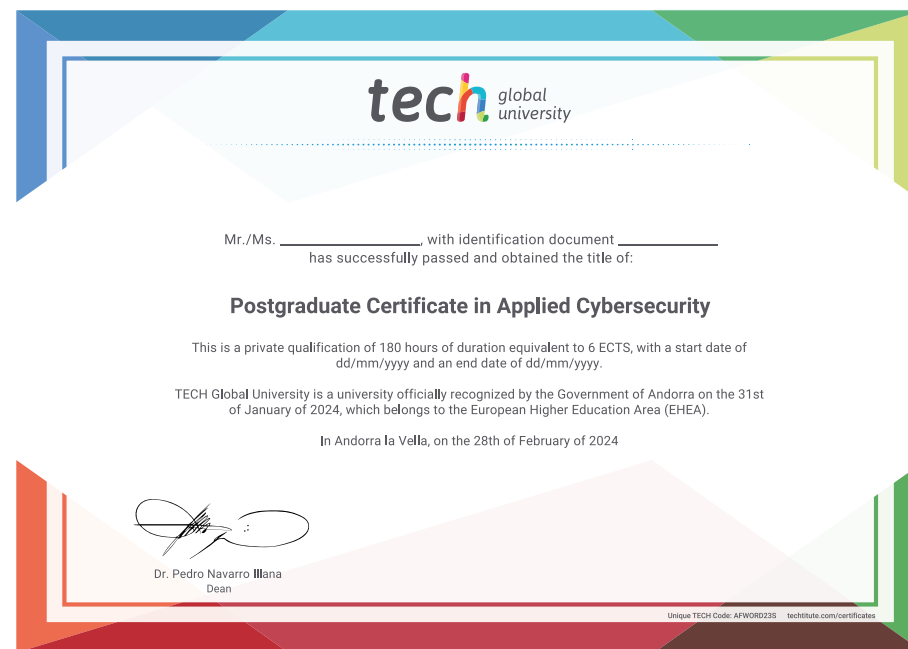 tech global university
Mr./Ms. ____________________, with identification document ______________
has successfully passed and obtained the title of:
Postgraduate Certificate in Applied Cybersecurity
This is a private qualification of 180 hours of duration equivalent to 6 ECTS, with a start date of
dd/mm/yyyy and an end date of dd/mm/yyyy.
TECH Global University is a university officially recognized by the Government of Andorra on the 31st
of January of 2024, which belongs to the European Higher Education Area (EHEA).
In Andorra la Vella, on the 28th of February of 2024
Dr. Pedro Navarro Illana
Dean
Unique TECH Code: AFWORD23S techtitute.com/certificates